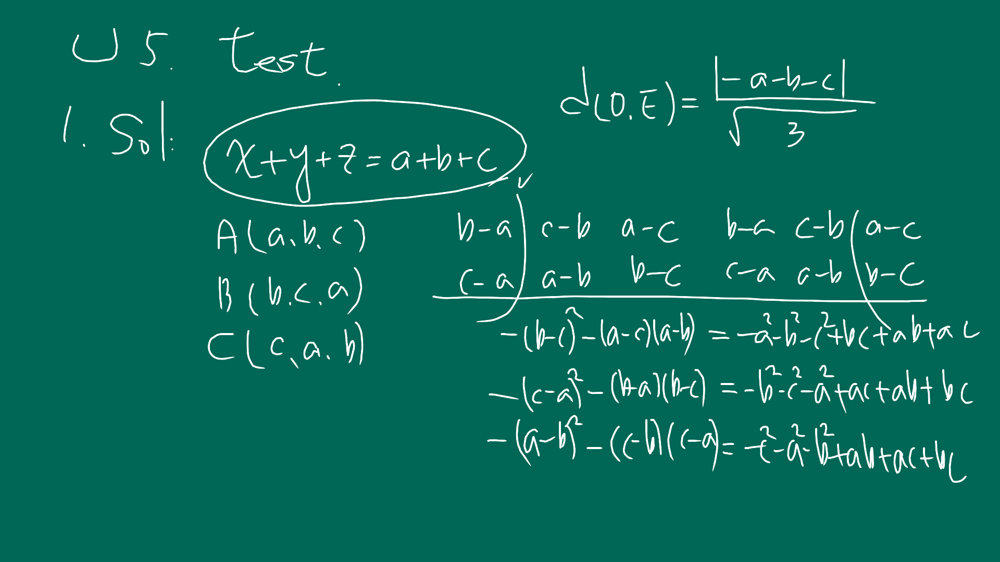 U5. test.
1. Sol:
x+y+z=a+b+c ✓
A(a,b,c)
B(b,c,a)
C(c,a,b)
d(O,E)=|-a-b-c|/√3
b-a c-b a-c b-a c-b a-c
c-a a-b b-c c-a a-b b-c
-(b-c)²-(a-c)(a-b)=-a²-b²-c²+bc+ab+ac
-(c-a)²-(b-a)(b-c)=-b²-c²-a²+ac+ab+bc
-(a-b)²-(c-b)(c-a)=-c²-a²-b²+ab+ac+bc